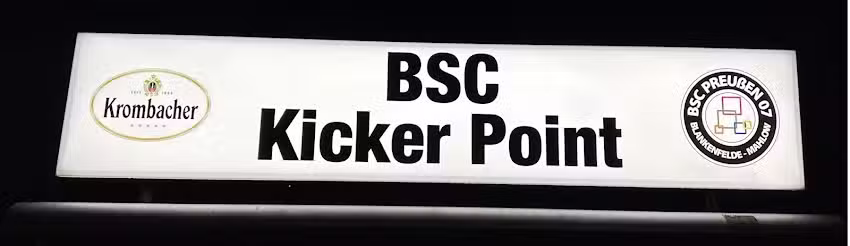 BSC
Kicker Point
Krombacher
BSC PREUßEN 07
BLANKENFELDE - MAHLOW